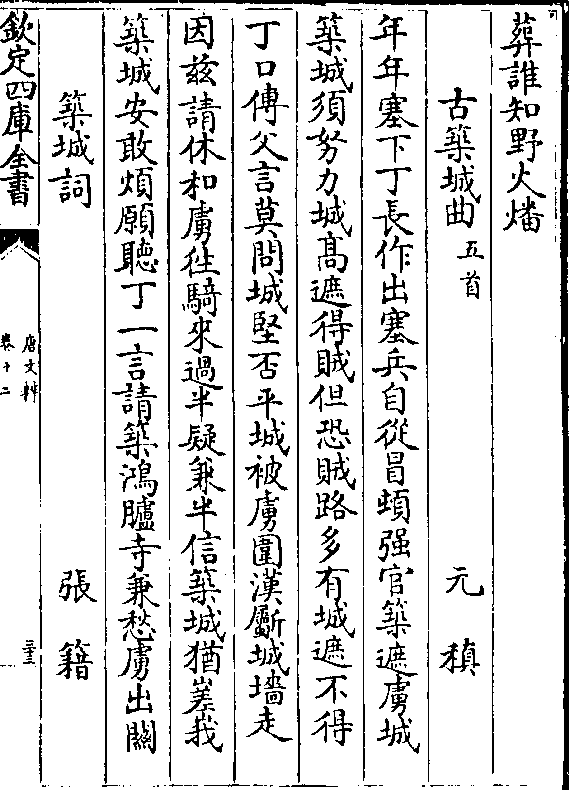 葬誰知野火燔
古築城曲五首 元稹
年年塞下丁長作出塞兵自從冒頓强官築遮虜城
築城須努力城髙遮得賊但恐賊路多有城遮不得
丁口傳父言莫問城堅否平城被虜圍漢斸城墻走
因兹請休和虜徃騎來過半疑兼半信築城猶嵳峩
築城安敢煩願聽丁一言請築鴻臚寺兼愁虜出關
築城詞 張籍
欽定四庫全書
唐文粹
卷十二
三十三